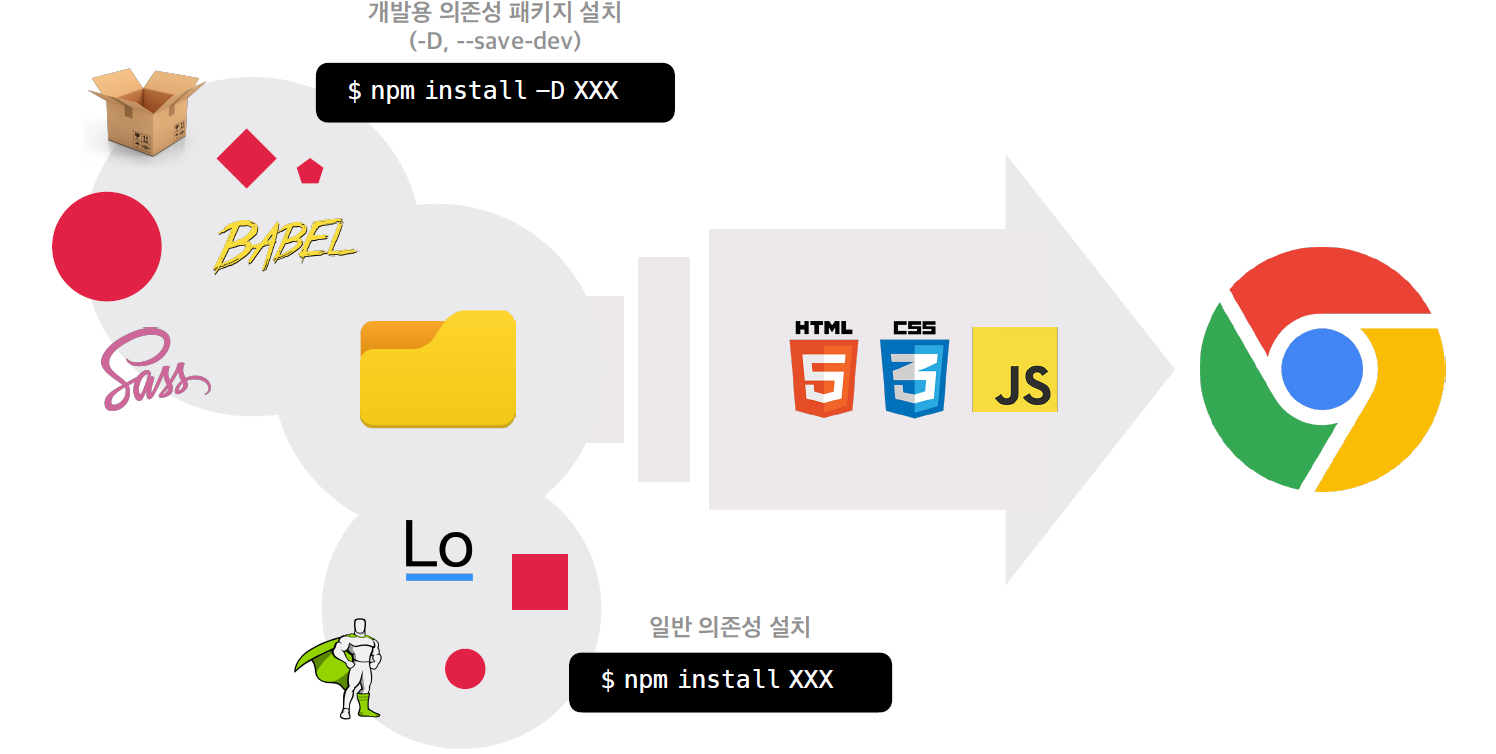 개발용 의존성 패키지 설치
(-D, --save-dev)
$ npm install –D XXX
BABEL
Sass
HTML
5
CSS
3
JS
Lo
일반 의존성 설치
$ npm install XXX